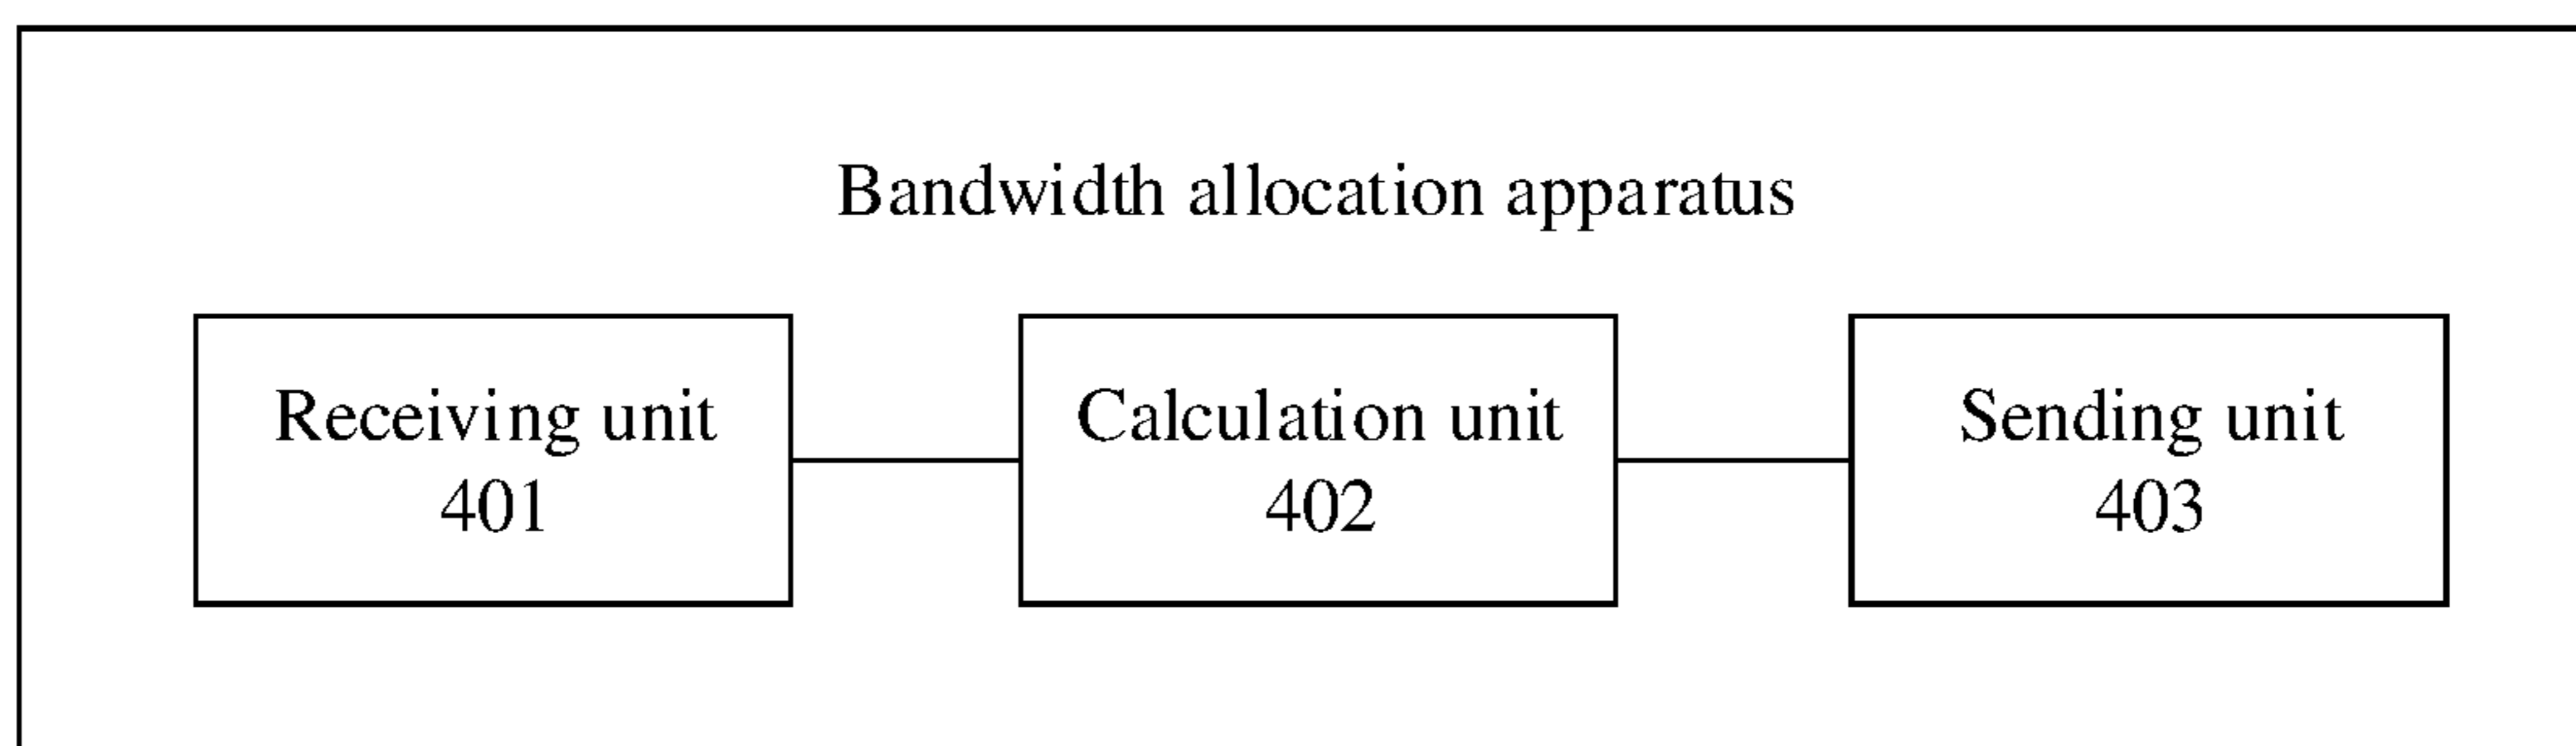 Bandwidth allocation apparatus
Receiving unit
401
Calculation unit
402
Sending unit
403